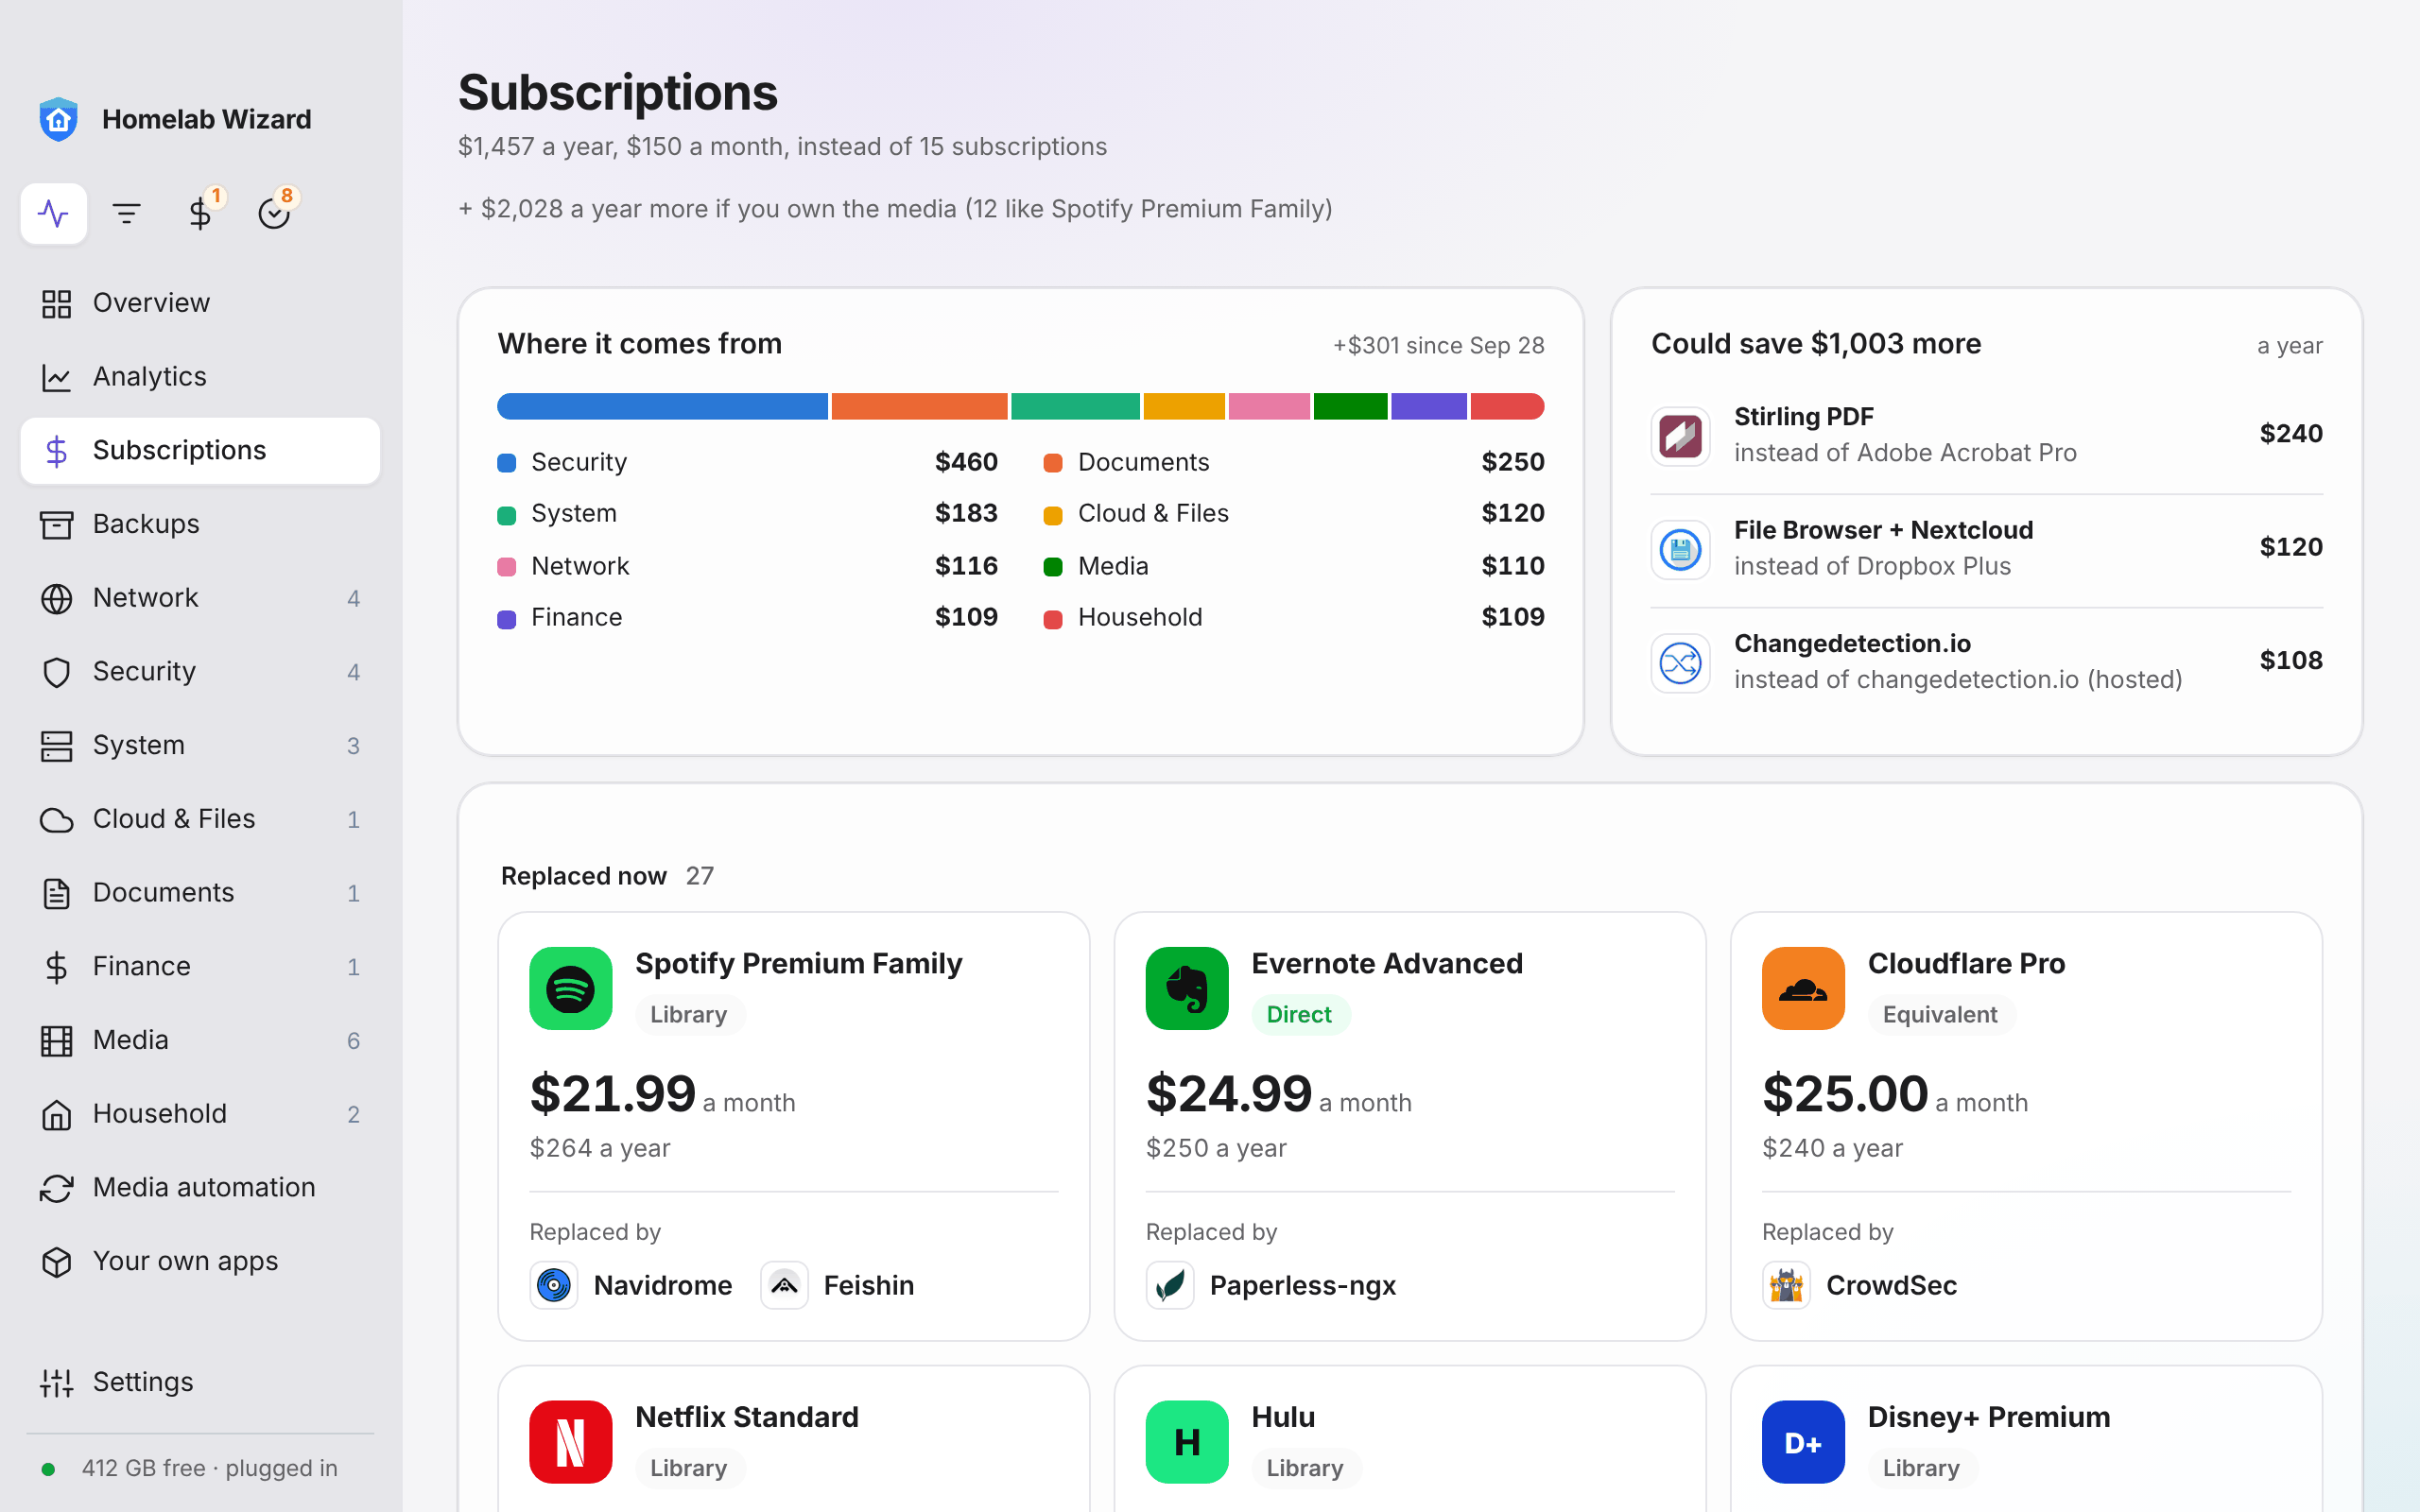 Homelab Wizard
1
8
Overview
Analytics
Subscriptions
Backups
Network 4
Security 4
System 3
Cloud & Files 1
Documents 1
Finance 1
Media 6
Household 2
Media automation
Your own apps
Settings
412 GB free · plugged in
Subscriptions
$1,457 a year, $150 a month, instead of 15 subscriptions
+ $2,028 a year more if you own the media (12 like Spotify Premium Family)
Where it comes from +$301 since Sep 28
Security $460 Documents $250
System $183 Cloud & Files $120
Network $116 Media $110
Finance $109 Household $109
Could save $1,003 more a year
Stirling PDF
instead of Adobe Acrobat Pro
$240
File Browser + Nextcloud
instead of Dropbox Plus
$120
Changedetection.io
instead of changedetection.io (hosted)
$108
Replaced now 27
Spotify Premium Family
Library
$21.99 a month
$264 a year
Replaced by
Navidrome Feishin
Evernote Advanced
Direct
$24.99 a month
$250 a year
Replaced by
Paperless-ngx
Cloudflare Pro
Equivalent
$25.00 a month
$240 a year
Replaced by
CrowdSec
N
Netflix Standard
Library
H
Hulu
Library
D+
Disney+ Premium
Library